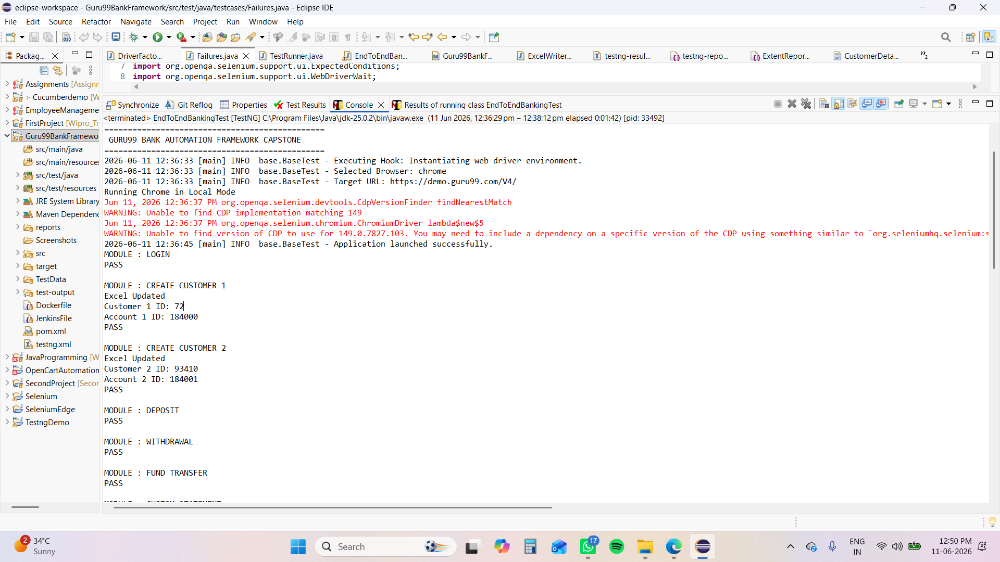 eclipse-workspace - Guru99BankFramework/src/test/java/testcases/Failures.java - Eclipse IDE
File Edit Source Refactor Navigate Search Project Run Window Help
Packag...
DriverFacto... Failures.java TestRunner.java EndToEndBan... Guru99BankF... ExcelWriter... testng-resul... testng-repo... ExtentRepor... CustomerDeta... »2
7 import org.openqa.selenium.support.ui.ExpectedConditions;
8 import org.openqa.selenium.support.ui.WebDriverWait;
Assignments [Assignr
> Cucumberdemo [W
EmployeeManageme
FirstProject [Wipro_Tr
Guru99BankFramewo
src/main/java
src/main/resources
src/test/java
src/test/resources
JRE System Library
Maven Dependenc
reports
Screenshots
src
target
TestData
test-output
Dockerfile
JenkinsFile
pom.xml
testng.xml
JavaProgramming [W
OpenCartAutomation
SecondProject [Secor
Selenium
SeleniumEdge
TestngDemo
Synchronize Git Reflog Properties Test Results Console Results of running class EndToEndBankingTest
<terminated> EndToEndBankingTest [TestNG] C:\Program Files\Java\jdk-25.0.2\bin\javaw.exe (11 Jun 2026, 12:36:29 pm – 12:38:12 pm elapsed 0:01:42) [pid: 33492]
===============================================
GURU99 BANK AUTOMATION FRAMEWORK CAPSTONE
===============================================
2026-06-11 12:36:33 [main] INFO  base.BaseTest - Executing Hook: Instantiating web driver environment.
2026-06-11 12:36:33 [main] INFO  base.BaseTest - Selected Browser: chrome
2026-06-11 12:36:33 [main] INFO  base.BaseTest - Target URL: https://demo.guru99.com/V4/
Running Chrome in Local Mode
Jun 11, 2026 12:36:37 PM org.openqa.selenium.devtools.CdpVersionFinder findNearestMatch
WARNING: Unable to find CDP implementation matching 149
Jun 11, 2026 12:36:37 PM org.openqa.selenium.chromium.ChromiumDriver lambda$new$5
WARNING: Unable to find version of CDP to use for 149.0.7827.103. You may need to include a dependency on a specific version of the CDP using something similar to `org.seleniumhq.selenium:s
2026-06-11 12:36:45 [main] INFO  base.BaseTest - Application launched successfully.
MODULE : LOGIN
PASS
MODULE : CREATE CUSTOMER 1
Excel Updated
Customer 1 ID: 72
Account 1 ID: 184000
PASS
MODULE : CREATE CUSTOMER 2
Excel Updated
Customer 2 ID: 93410
Account 2 ID: 184001
PASS
MODULE : DEPOSIT
PASS
MODULE : WITHDRAWAL
PASS
MODULE : FUND TRANSFER
PASS
MODULE : CUSTOM STATEMENT
2
34°C
Sunny
Search
17
ENG
IN
12:50 PM
11-06-2026